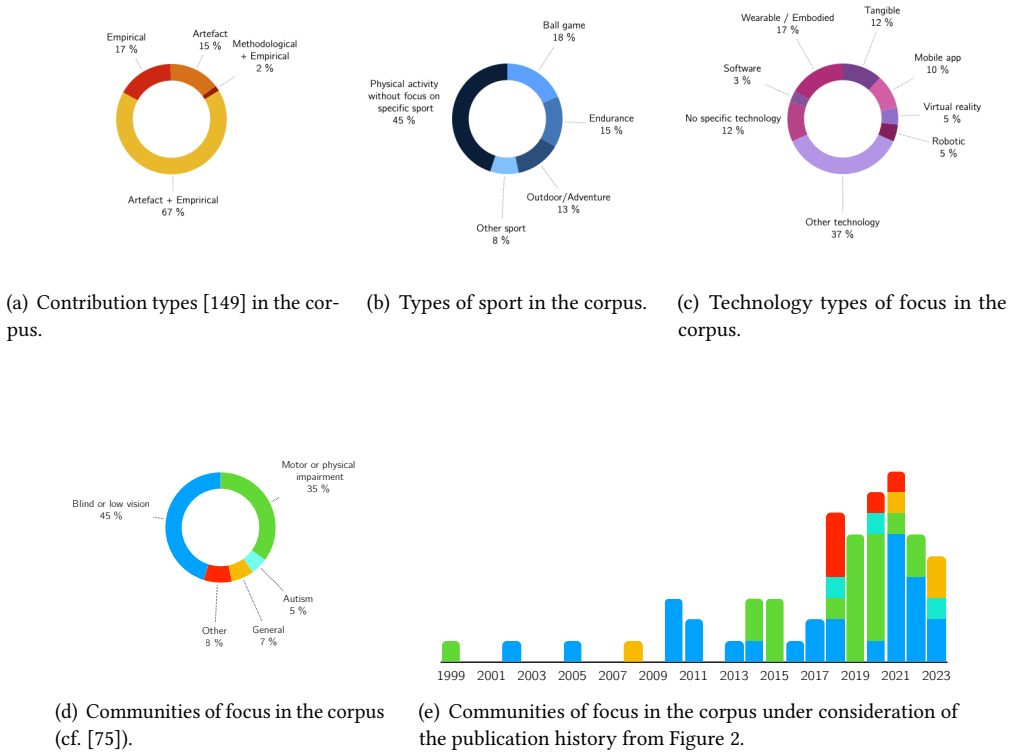 Empirical
17 %
Artefact
15 %
Methodological
+ Empirical
2 %
Artefact + Emprirical
67 %
Ball game
18 %
Physical activity
without focus on
specific sport
45 %
Endurance
15 %
Outdoor/Adventure
13 %
Other sport
8 %
Wearable / Embodied
17 %
Tangible
12 %
Mobile app
10 %
Software
3 %
Virtual reality
5 %
No specific technology
12 %
Robotic
5 %
Other technology
37 %
(a) Contribution types [149] in the cor-
pus.
(b) Types of sport in the corpus.
(c) Technology types of focus in the
corpus.
Motor or physical
impairment
35 %
Blind or low vision
45 %
Autism
5 %
Other
8 %
General
7 %
1999 2001 2003 2005 2007 2009 2011 2013 2015 2017 2019 2021 2023
(d) Communities of focus in the corpus
(cf. [75]).
(e) Communities of focus in the corpus under consideration of
the publication history from Figure 2.